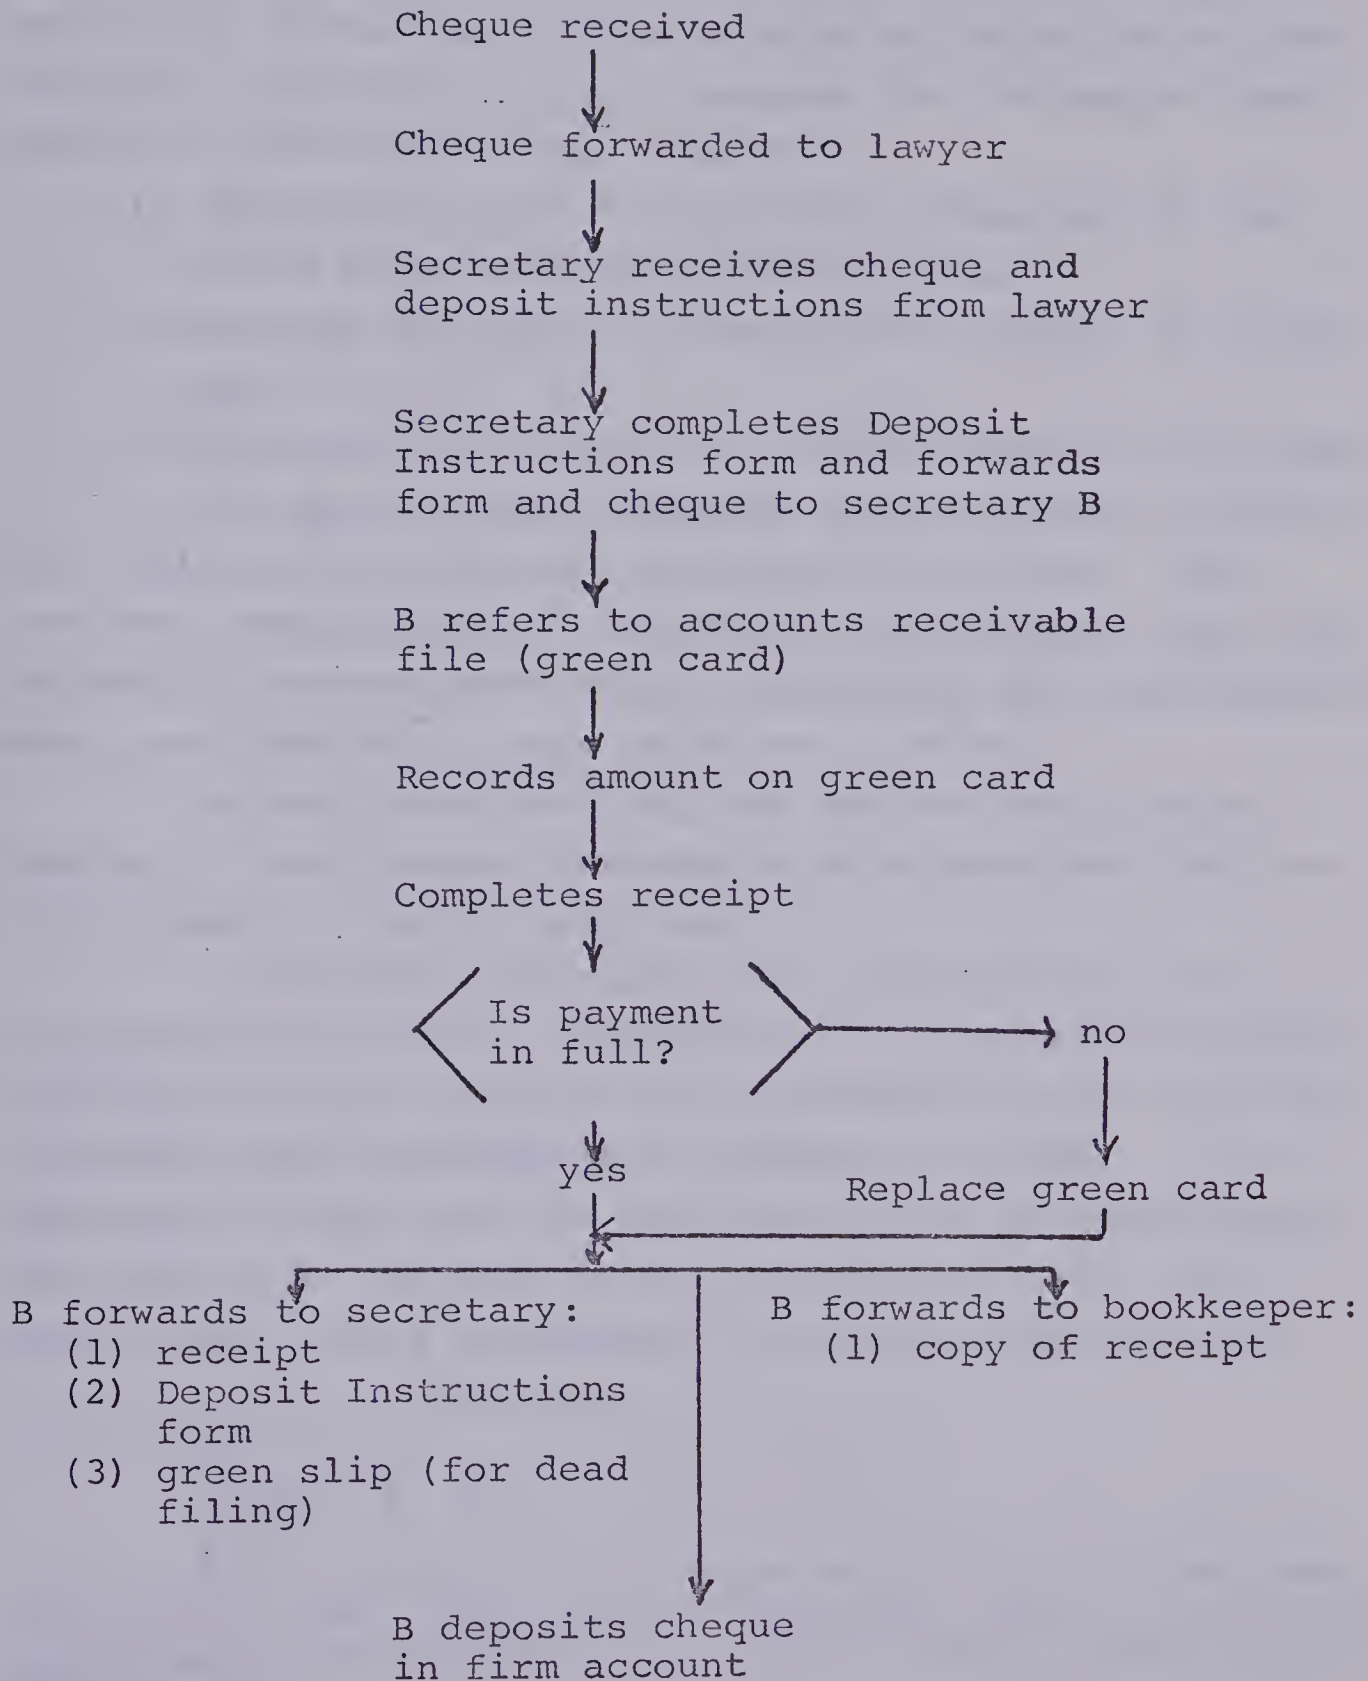 Cheque received
Cheque forwarded to lawyer
Secretary receives cheque and
deposit instructions from lawyer
Secretary completes Deposit
Instructions form and forwards
form and cheque to secretary B
B refers to accounts receivable
file (green card)
Records amount on green card
Completes receipt
Is payment
in full?
no
yes
Replace green card
B forwards to secretary:
(1) receipt
(2) Deposit Instructions
form
(3) green slip (for dead
filing)
B forwards to bookkeeper:
(1) copy of receipt
B deposits cheque
in firm account